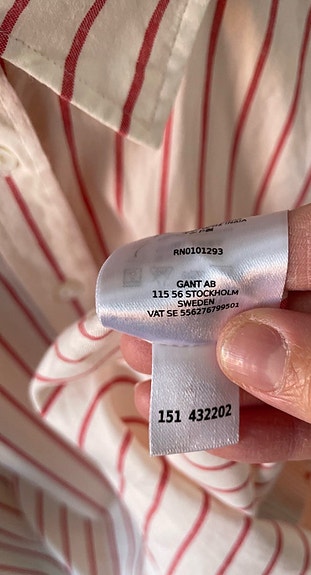 RN0101293
GANT AB
115 56 STOCKHOLM
SWEDEN
VAT SE 556276799501
151 432202